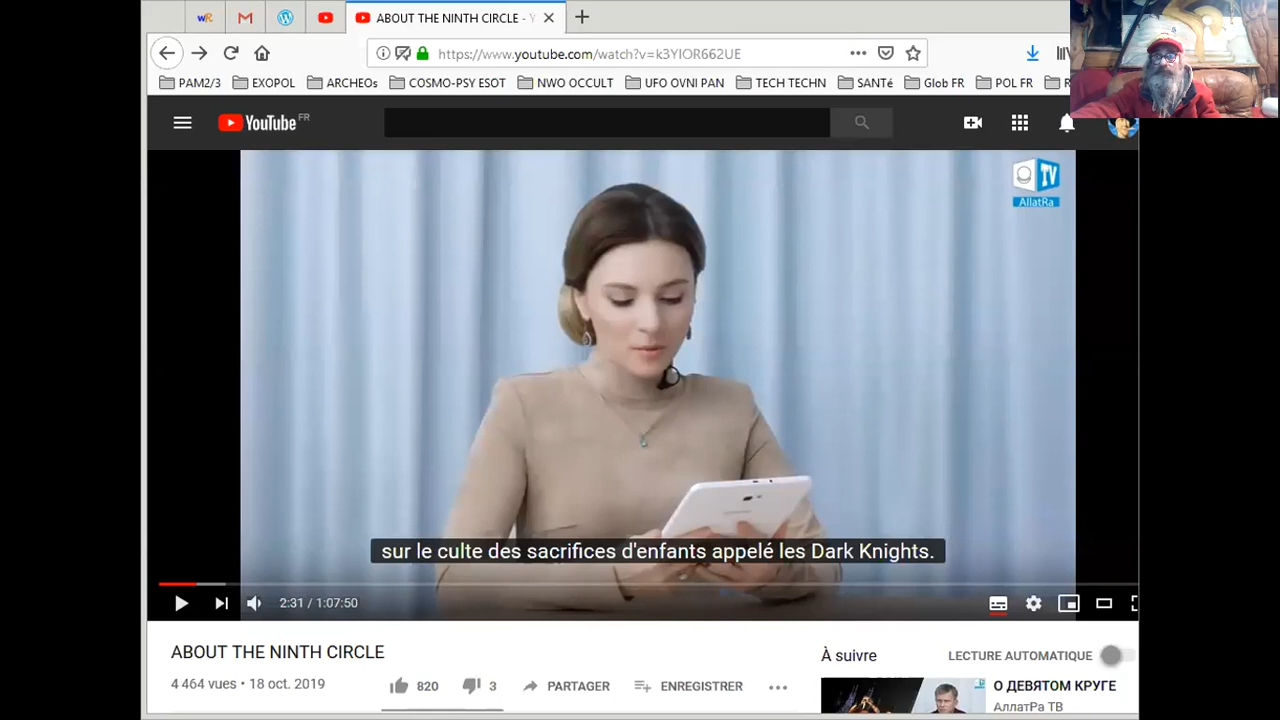 ABOUT THE NINTH CIRCLE - Y
https://www.youtube.com/watch?v=k3YIOR662UE
PAM2/3 EXOPOL ARCHEOs COSMO-PSY ESOT NWO OCCULT UFO OVNI PAN TECH TECHN SANTé Glob FR POL FR
YouTube FR
TV
AllatRa
sur le culte des sacrifices d'enfants appelé les Dark Knights.
2:31 / 1:07:50
ABOUT THE NINTH CIRCLE
4 464 vues • 18 oct. 2019
820 3 PARTAGER ENREGISTRER
À suivre LECTURE AUTOMATIQUE
О ДЕВЯТОМ КРУГЕ
АллатРа ТВ